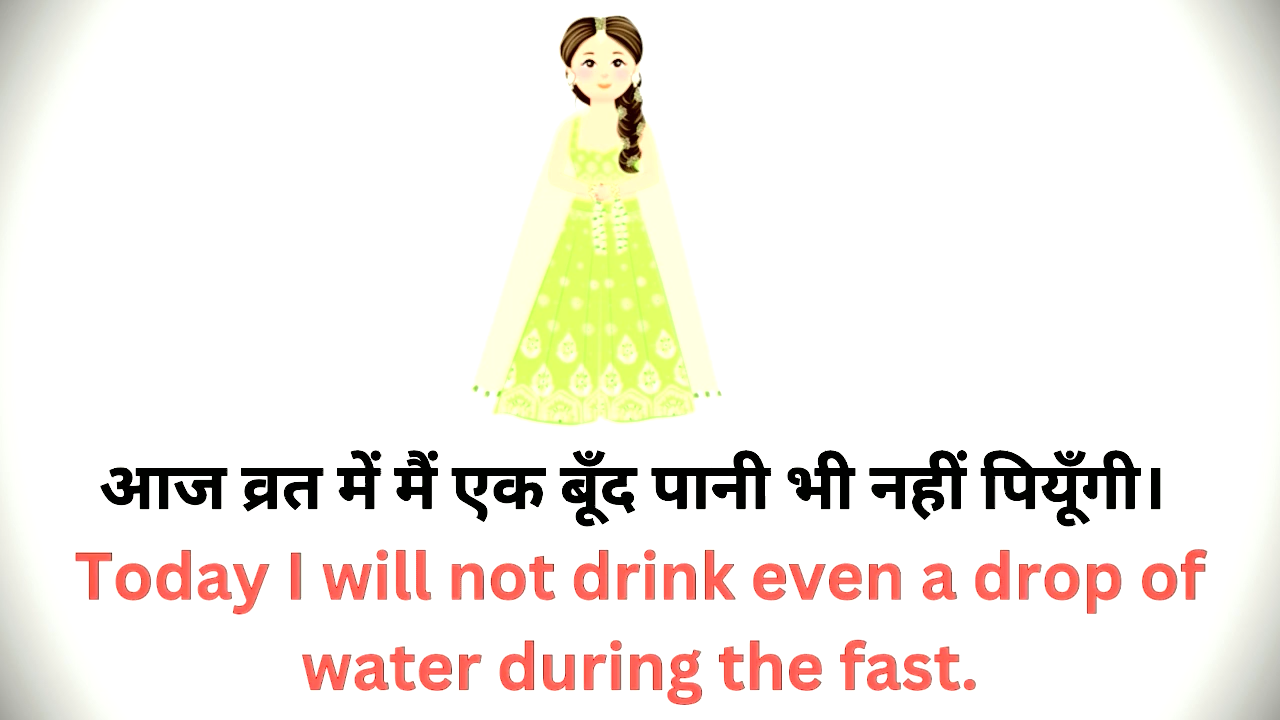 आज व्रत में मैं एक बूँद पानी भी नहीं पियूँगी।
Today I will not drink even a drop of
water during the fast.